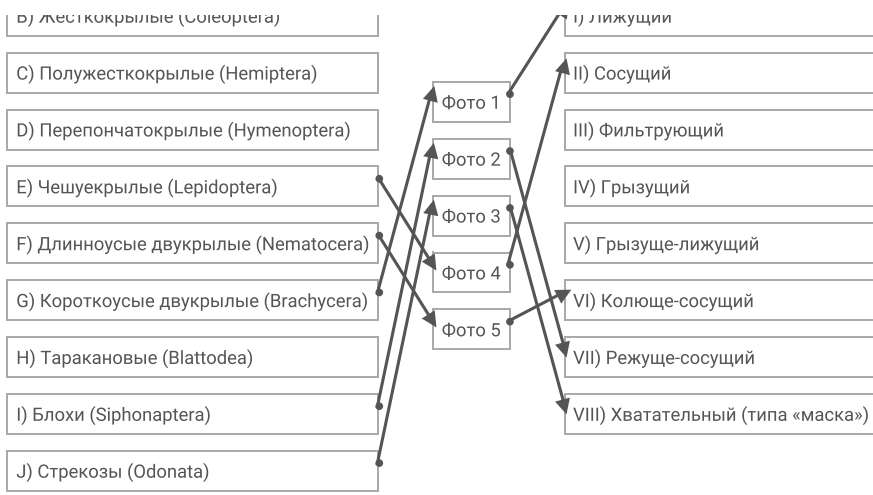 B) Жесткокрылые (Coleoptera)
C) Полужесткокрылые (Hemiptera)
D) Перепончатокрылые (Hymenoptera)
E) Чешуекрылые (Lepidoptera)
F) Длинноусые двукрылые (Nematocera)
G) Короткоусые двукрылые (Brachycera)
H) Таракановые (Blattodea)
I) Блохи (Siphonaptera)
J) Стрекозы (Odonata)
Фото 1
Фото 2
Фото 3
Фото 4
Фото 5
I) Лижущий
II) Сосущий
III) Фильтрующий
IV) Грызущий
V) Грызуще-лижущий
VI) Колюще-сосущий
VII) Режуще-сосущий
VIII) Хватательный (типа «маска»)